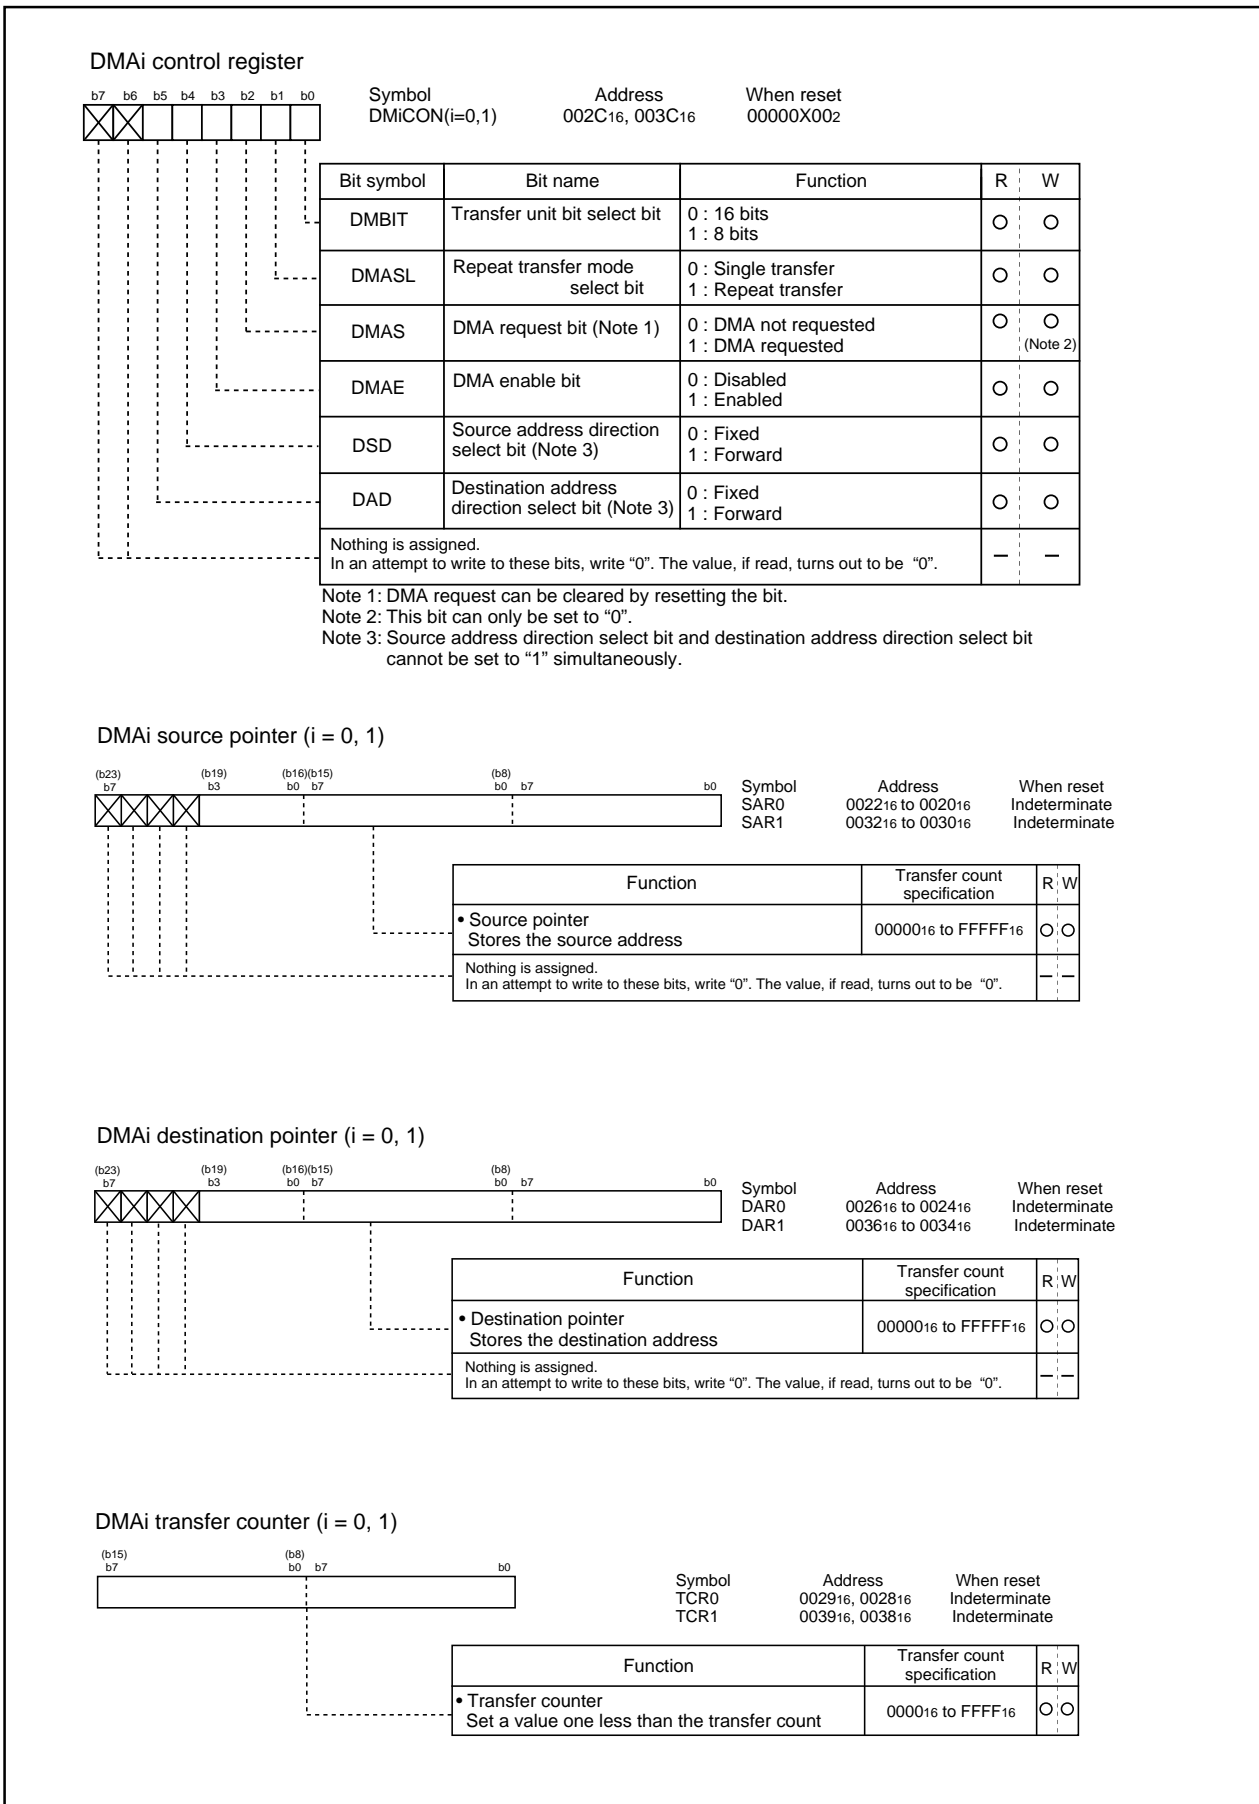 DMAi control register
b7 b6 b5 b4 b3 b2 b1 b0
Symbol Address When reset
DMiCON(i=0,1) 002C16, 003C16 00000X002
Bit symbol Bit name Function R W
DMBIT Transfer unit bit select bit 0 : 16 bits
1 : 8 bits
DMASL Repeat transfer mode
select bit 0 : Single transfer
1 : Repeat transfer
DMAS DMA request bit (Note 1) 0 : DMA not requested
1 : DMA requested (Note 2)
DMAE DMA enable bit 0 : Disabled
1 : Enabled
DSD Source address direction
select bit (Note 3) 0 : Fixed
1 : Forward
DAD Destination address
direction select bit (Note 3) 0 : Fixed
1 : Forward
Nothing is assigned.
In an attempt to write to these bits, write “0”. The value, if read, turns out to be “0”.
Note 1: DMA request can be cleared by resetting the bit.
Note 2: This bit can only be set to “0”.
Note 3: Source address direction select bit and destination address direction select bit
cannot be set to “1” simultaneously.
DMAi source pointer (i = 0, 1)
(b23) (b19) (b16)(b15) (b8)
b7 b3 b0 b7 b0 b7 b0
Symbol Address When reset
SAR0 002216 to 002016 Indeterminate
SAR1 003216 to 003016 Indeterminate
Function Transfer count
specification R W
• Source pointer
Stores the source address 0000016 to FFFFF16
Nothing is assigned.
In an attempt to write to these bits, write “0”. The value, if read, turns out to be “0”.
DMAi destination pointer (i = 0, 1)
(b23) (b19) (b16)(b15) (b8)
b7 b3 b0 b7 b0 b7 b0
Symbol Address When reset
DAR0 002616 to 002416 Indeterminate
DAR1 003616 to 003416 Indeterminate
Function Transfer count
specification R W
• Destination pointer
Stores the destination address 0000016 to FFFFF16
Nothing is assigned.
In an attempt to write to these bits, write “0”. The value, if read, turns out to be “0”.
DMAi transfer counter (i = 0, 1)
(b15) (b8)
b7 b0 b7 b0
Symbol Address When reset
TCR0 002916, 002816 Indeterminate
TCR1 003916, 003816 Indeterminate
Function Transfer count
specification R W
• Transfer counter
Set a value one less than the transfer count 000016 to FFFF16